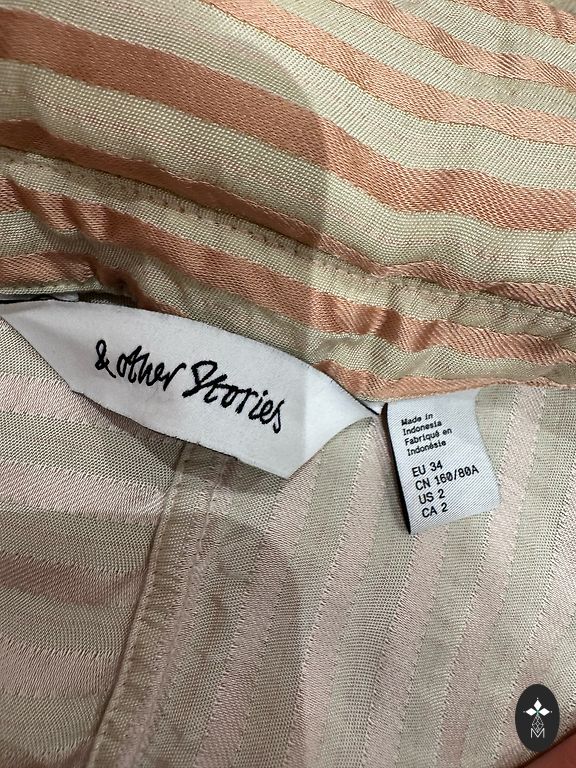 & other Stories
Made in
Indonesia
Fabriqué en
Indonésie
EU 34
CN 160/80A
US 2
CA 2
M